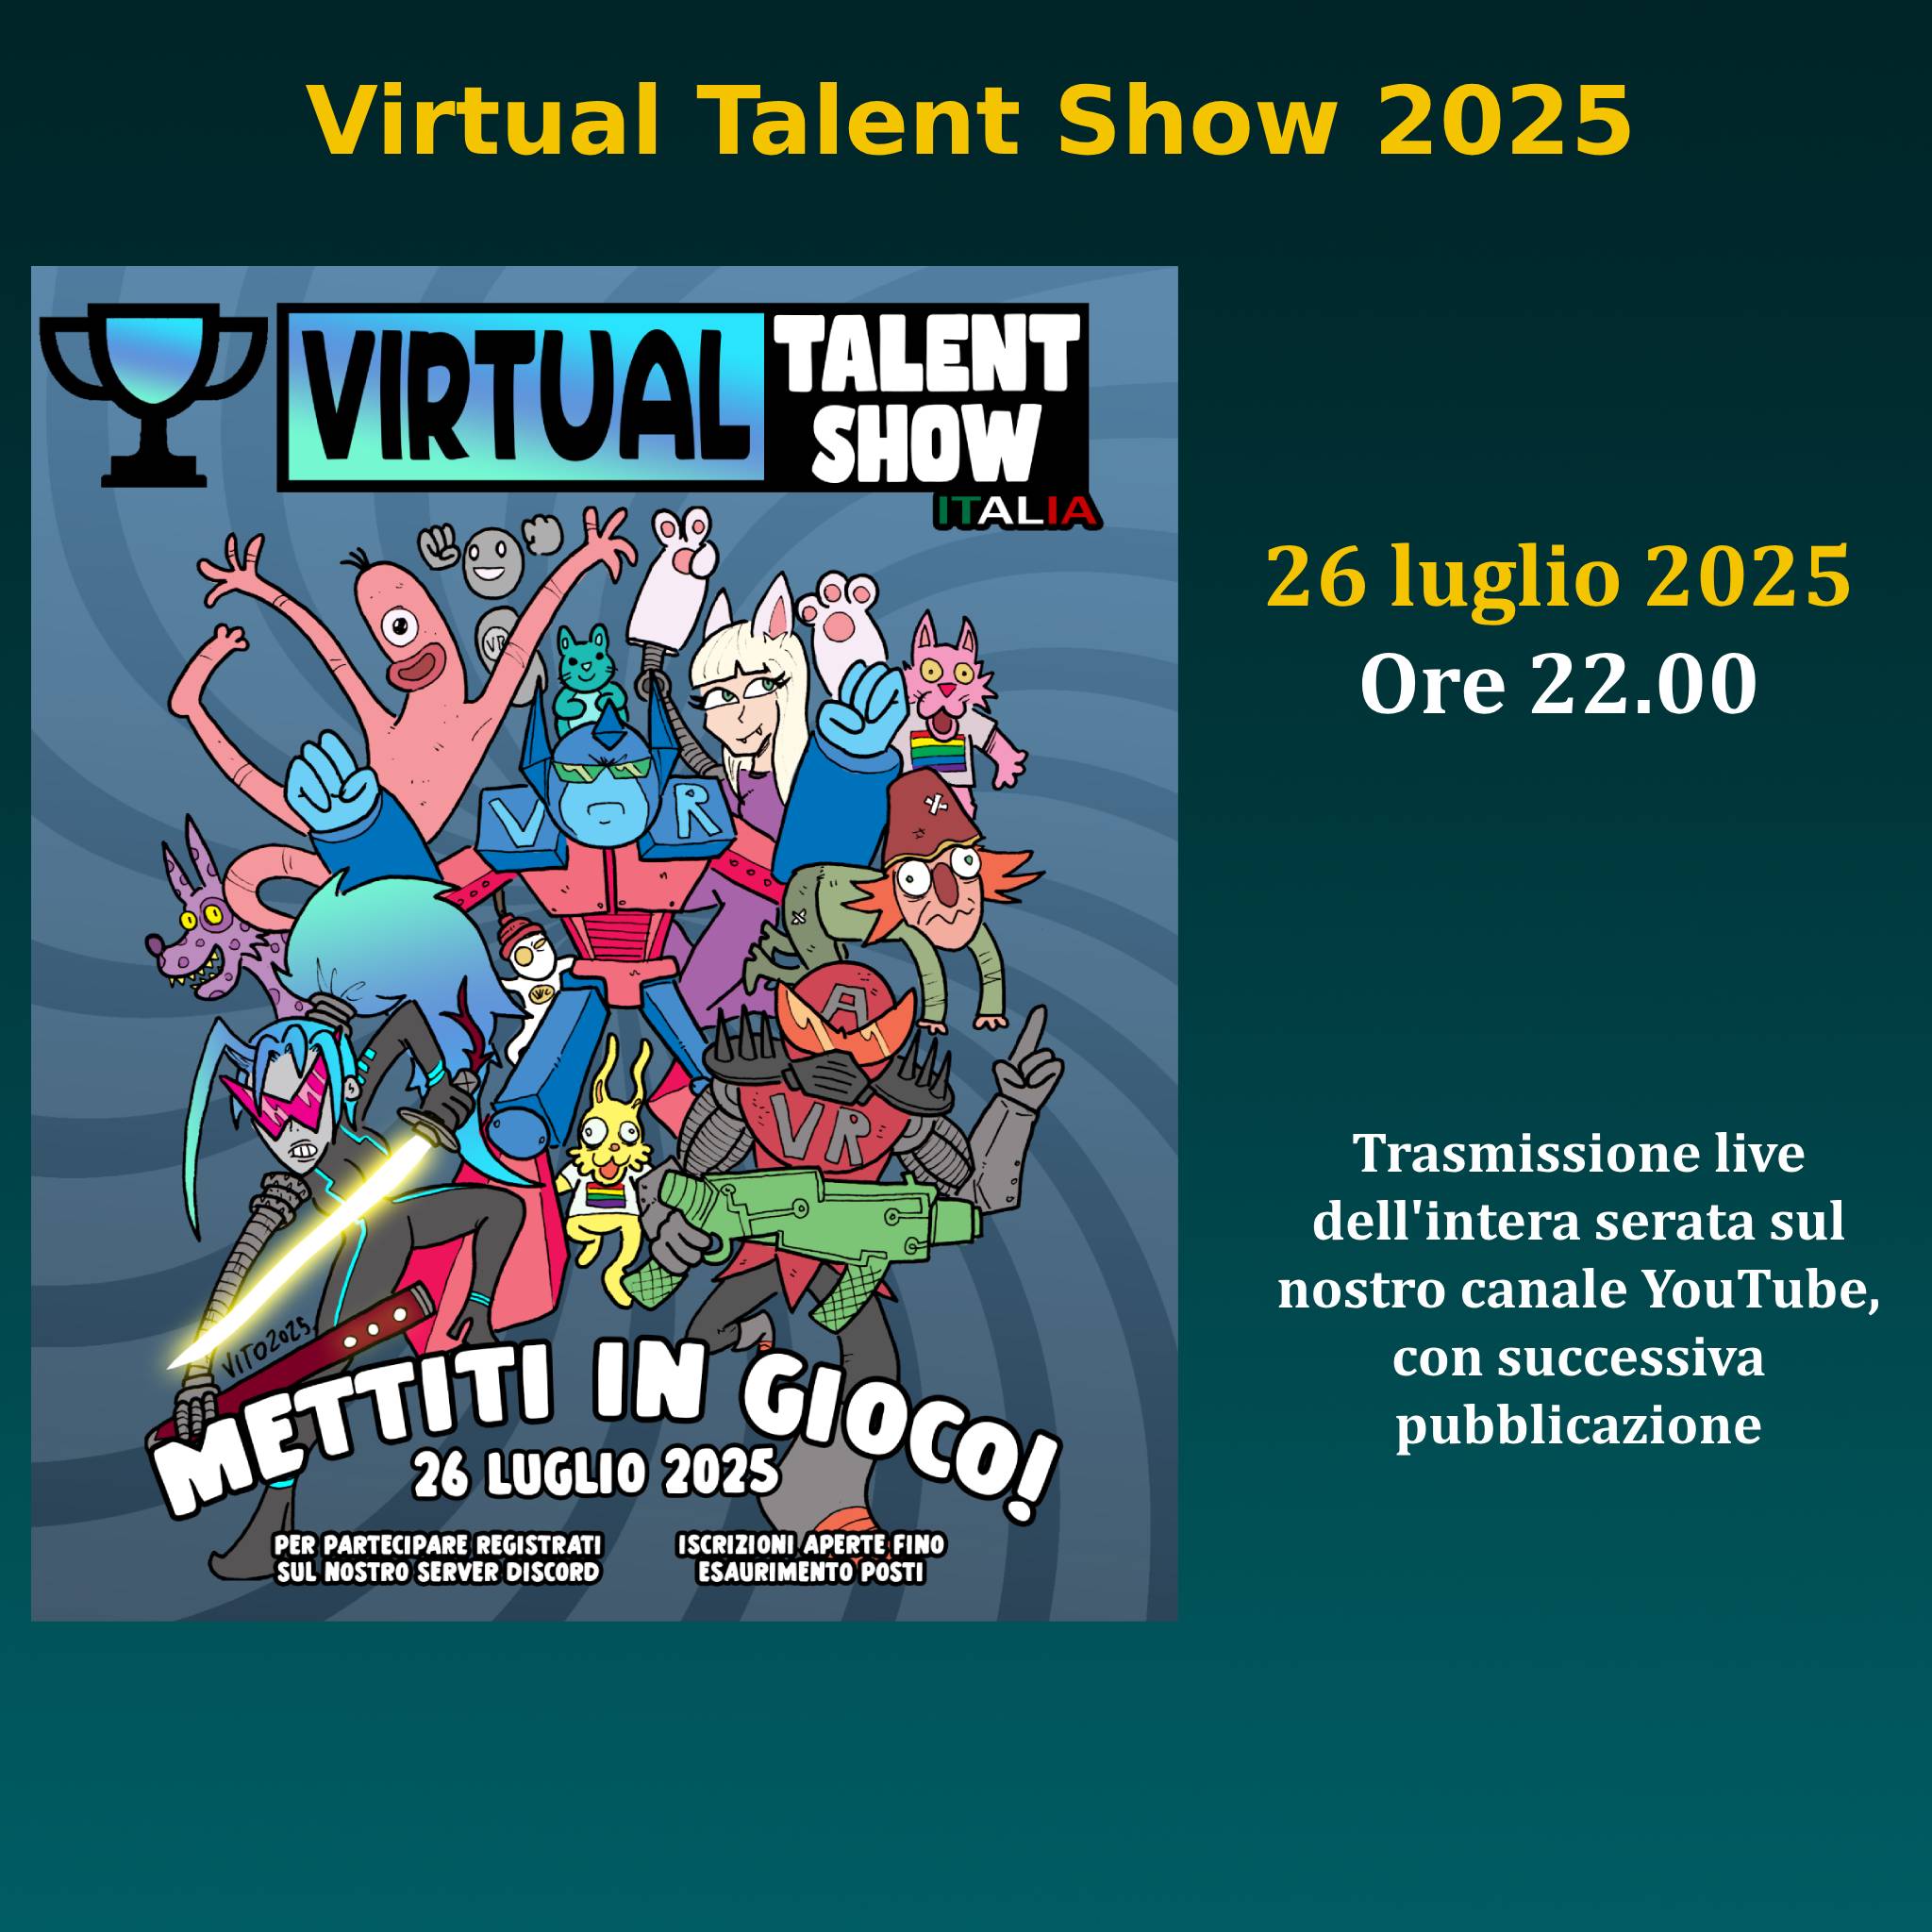 Virtual Talent Show 2025
VIRTUAL
TALENT
SHOW
ITALIA
26 luglio 2025
Ore 22.00
VR
V R
A
VR
Trasmissione live
dell'intera serata sul
nostro canale YouTube,
con successiva
pubblicazione
VITO2025
METTITI IN GIOCO!
26 LUGLIO 2025
PER PARTECIPARE REGISTRATI
SUL NOSTRO SERVER DISCORD
ISCRIZIONI APERTE FINO
ESAURIMENTO POSTI